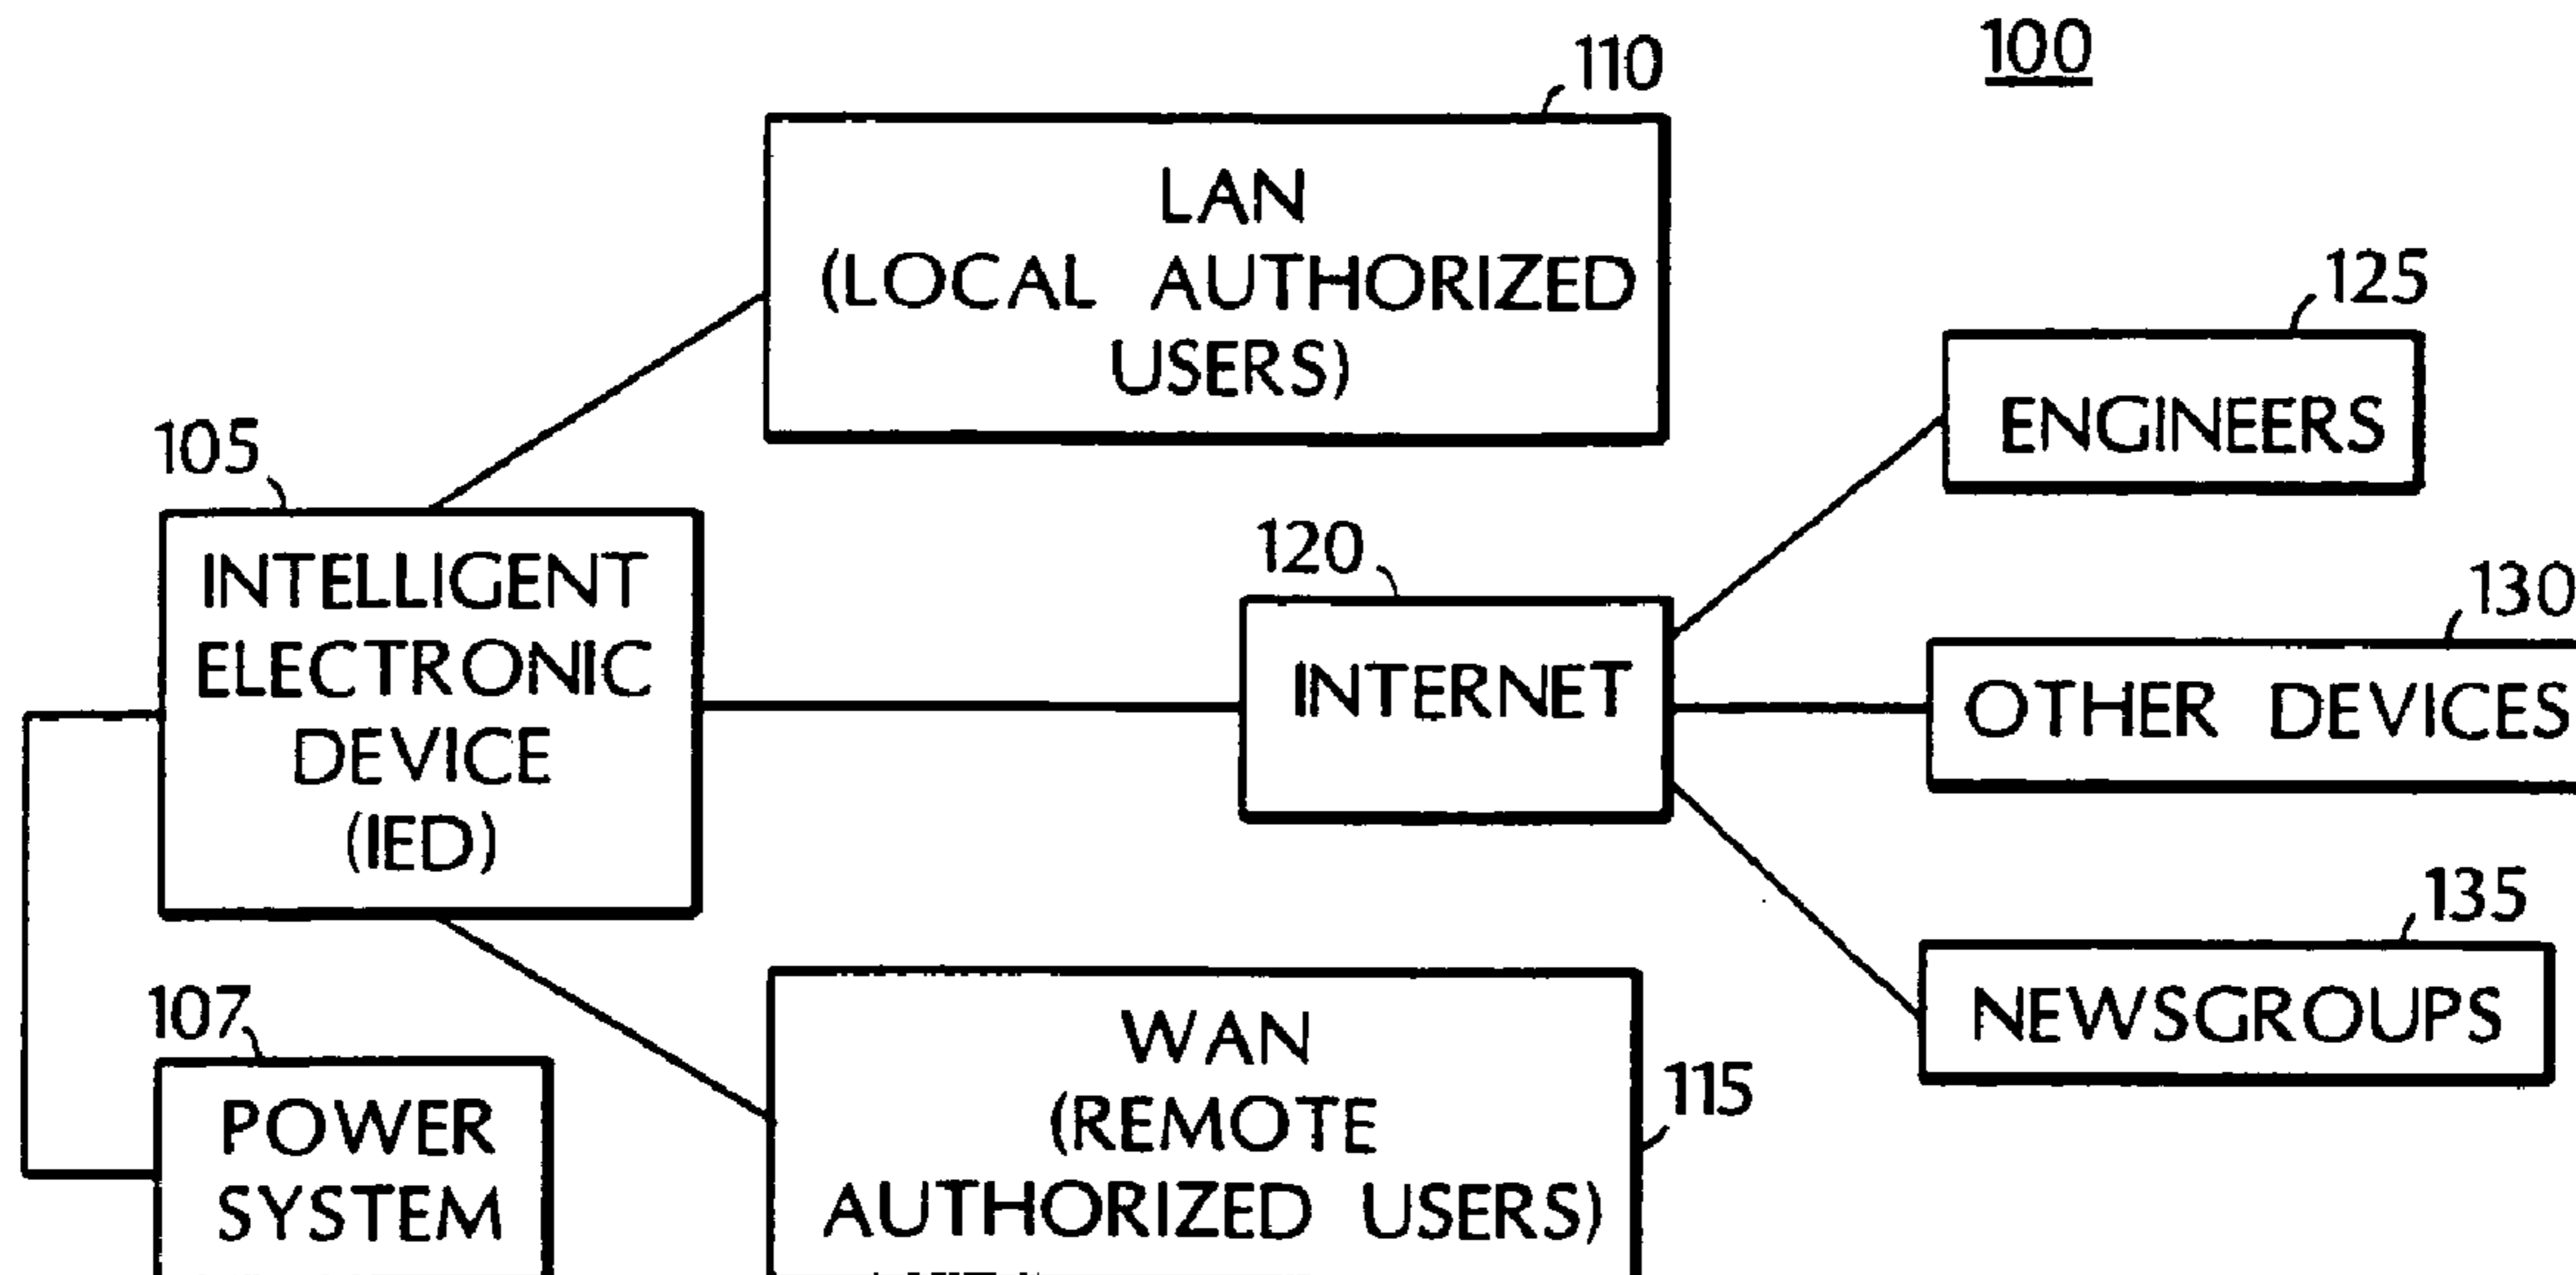 100
110
LAN
(LOCAL AUTHORIZED
USERS)
125
ENGINEERS
105
INTELLIGENT
ELECTRONIC
DEVICE
(IED)
120
INTERNET
130
OTHER DEVICES
135
NEWSGROUPS
107
POWER
SYSTEM
115
WAN
(REMOTE
AUTHORIZED USERS)